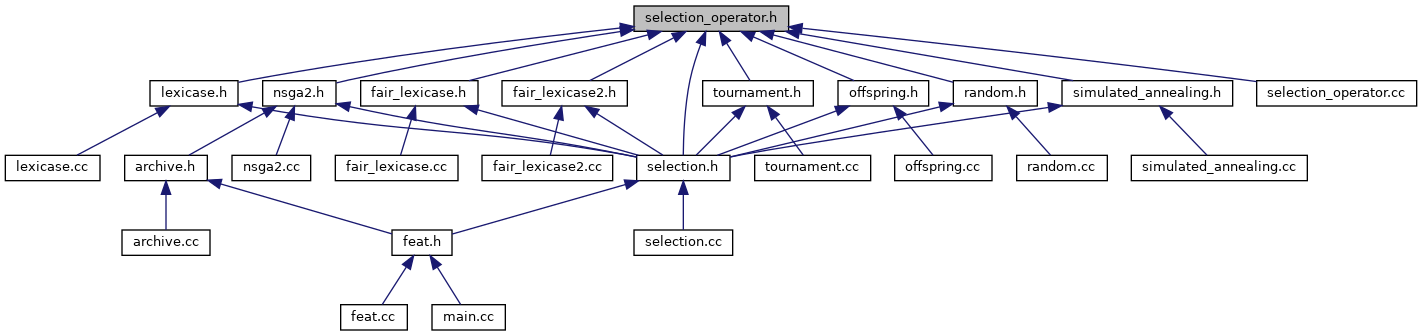 selection_operator.h
lexicase.h
nsga2.h
fair_lexicase.h
fair_lexicase2.h
tournament.h
offspring.h
random.h
simulated_annealing.h
selection_operator.cc
lexicase.cc
archive.h
nsga2.cc
fair_lexicase.cc
fair_lexicase2.cc
selection.h
tournament.cc
offspring.cc
random.cc
simulated_annealing.cc
archive.cc
feat.h
selection.cc
feat.cc
main.cc